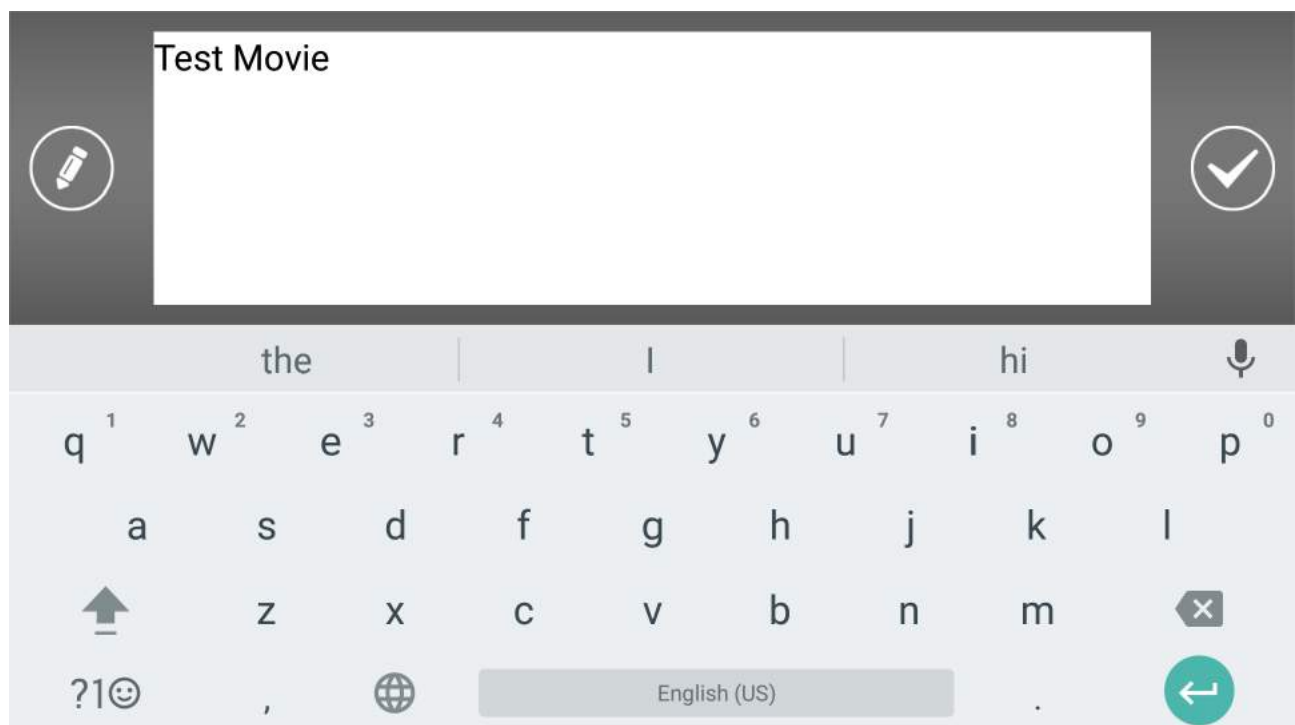 Test Movie
the I hi
q 1 w 2 e 3 r 4 t 5 y 6 u 7 i 8 o 9 p 0
a s d f g h j k l
z x c v b n m
?1☺ , English (US) .